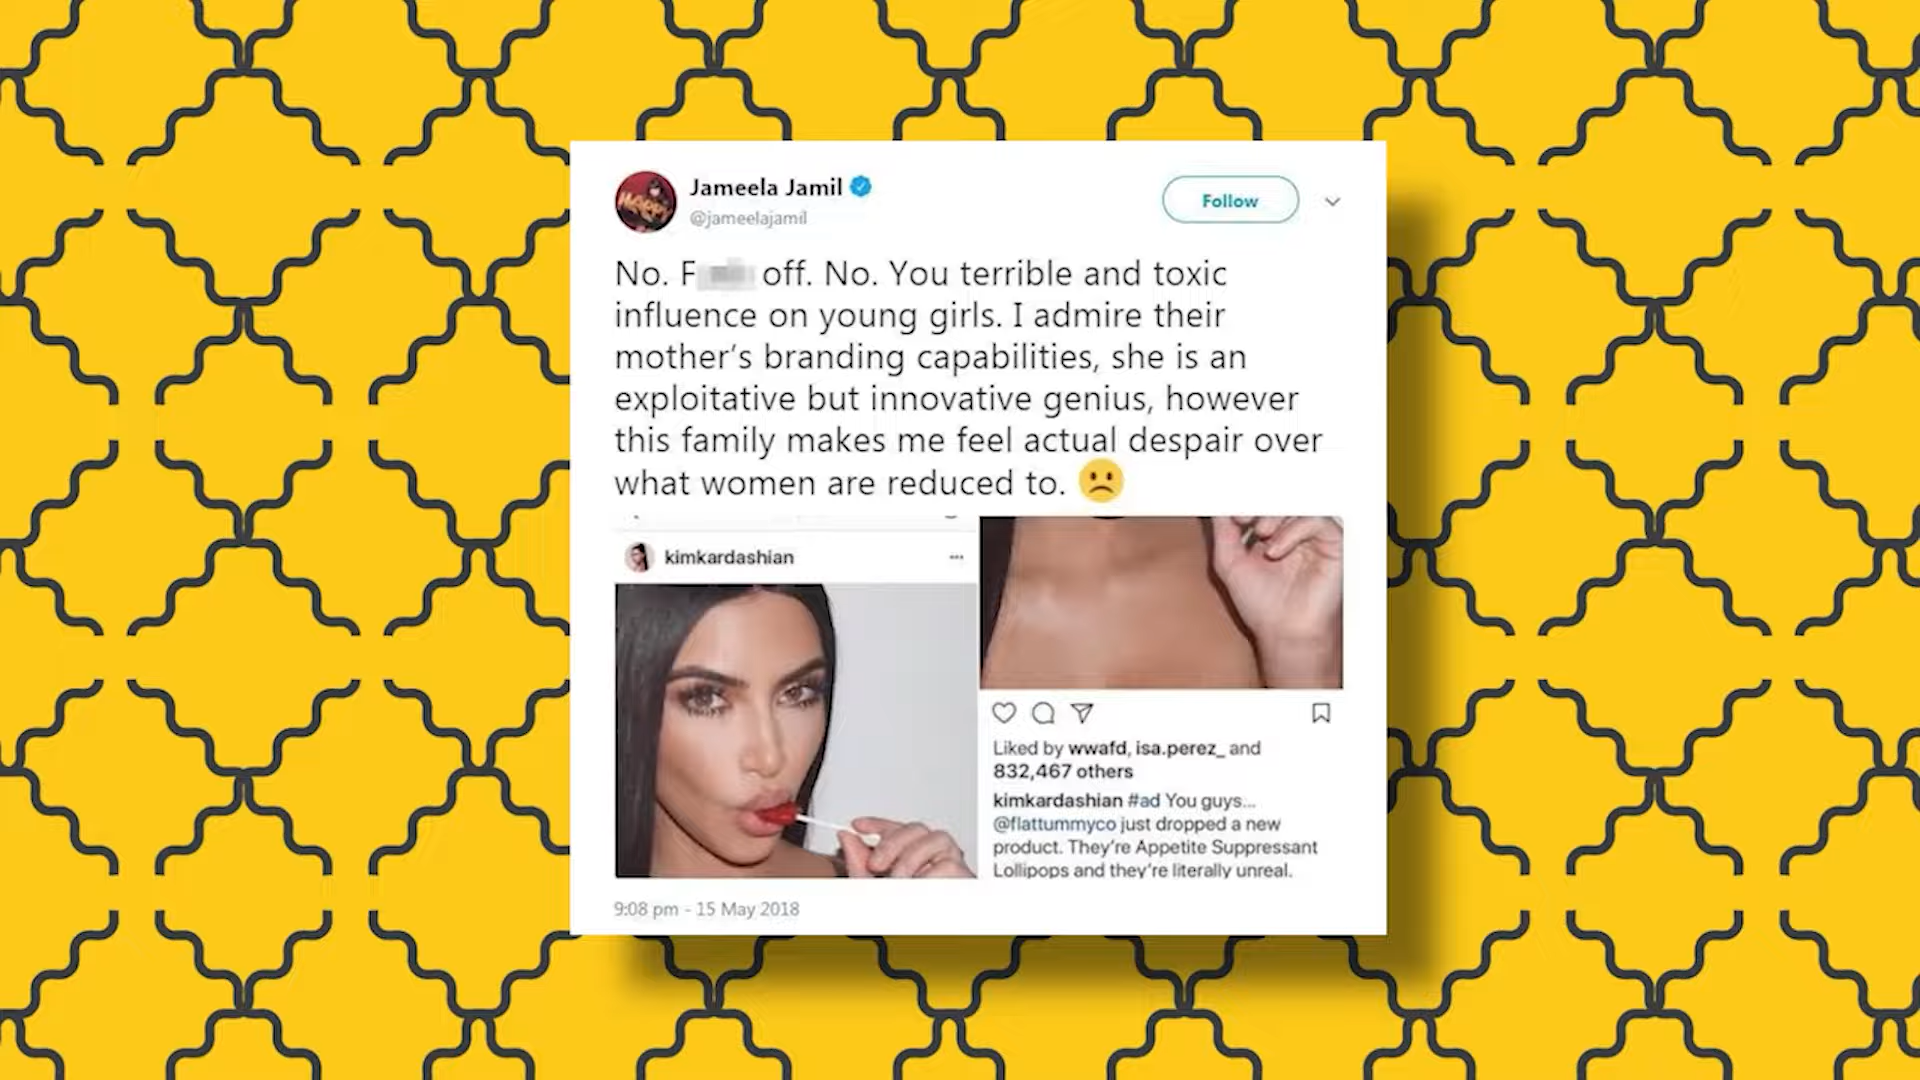 Jameela Jamil
@jameelajamil
Follow
No. F off. No. You terrible and toxic
influence on young girls. I admire their
mother's branding capabilities, she is an
exploitative but innovative genius, however
this family makes me feel actual despair over
what women are reduced to.
kimkardashian
Liked by wwafd, isa.perez_ and
832,467 others
kimkardashian #ad You guys...
@flattummyco just dropped a new
product. They're Appetite Suppressant
Lollipops and they're literally unreal.
9:08 pm - 15 May 2018